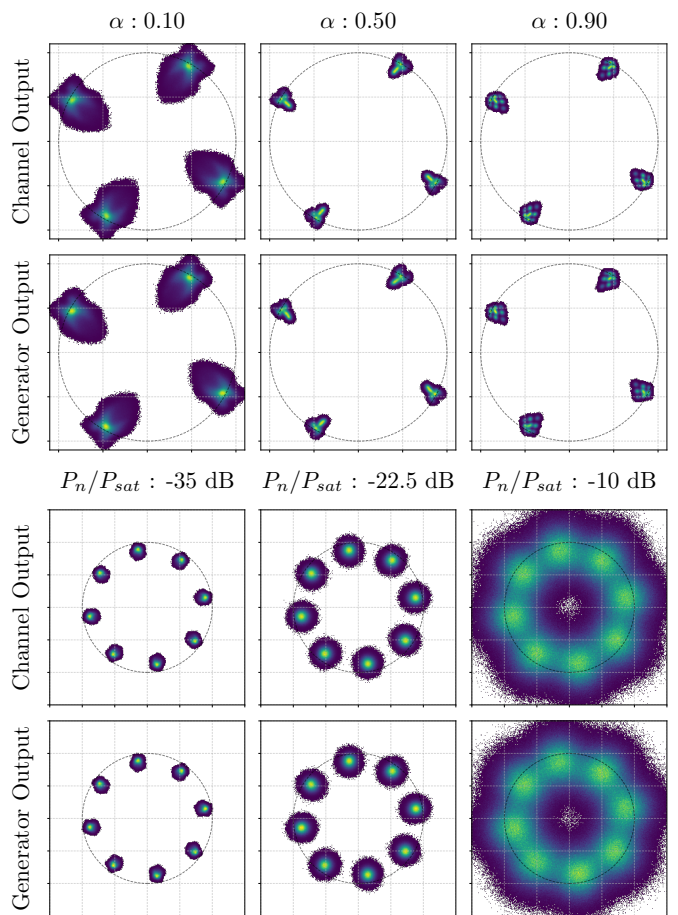 α : 0.10
α : 0.50
α : 0.90
Channel Output
Generator Output
P_n/P_sat : -35 dB
P_n/P_sat : -22.5 dB
P_n/P_sat : -10 dB
Channel Output
Generator Output